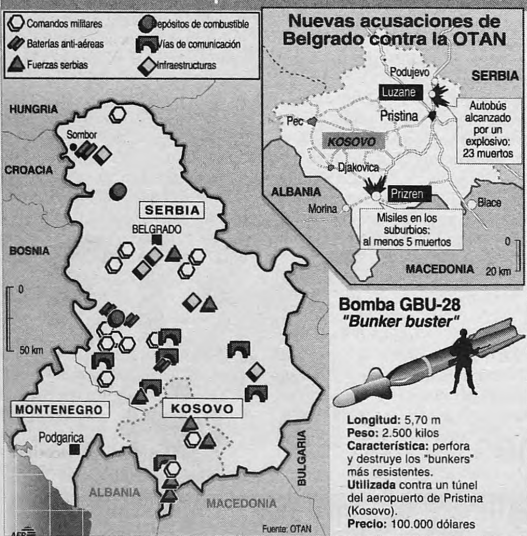 Comandos militares
Depósitos de combustible
Baterías anti-aéreas
Vías de comunicación
Fuerzas serbias
Infraestructuras
HUNGRIA
Sombor
CROACIA
SERBIA
BELGRADO
BOSNIA
0
50 km
MONTENEGRO
KOSOVO
Podgarica
BULGARIA
ALBANIA
MACEDONIA
Fuente: OTAN
AFP
Nuevas acusaciones de
Belgrado contra la OTAN
Podujevo
SERBIA
Luzane
Pristina
Pec
KOSOVO
Autobús
alcanzado
por un
explosivo:
23 muertos
Djakovica
ALBANIA
Prizren
Morina
Blace
Misiles en los
suburbios:
al menos 5 muertos
MACEDONIA
0
20 km
Bomba GBU-28
"Bunker buster"
Longitud: 5,70 m
Peso: 2.500 kilos
Característica: perfora
y destruye los "bunkers"
más resistentes.
Utilizada contra un túnel
del aeropuerto de Pristina
(Kosovo).
Precio: 100.000 dólares